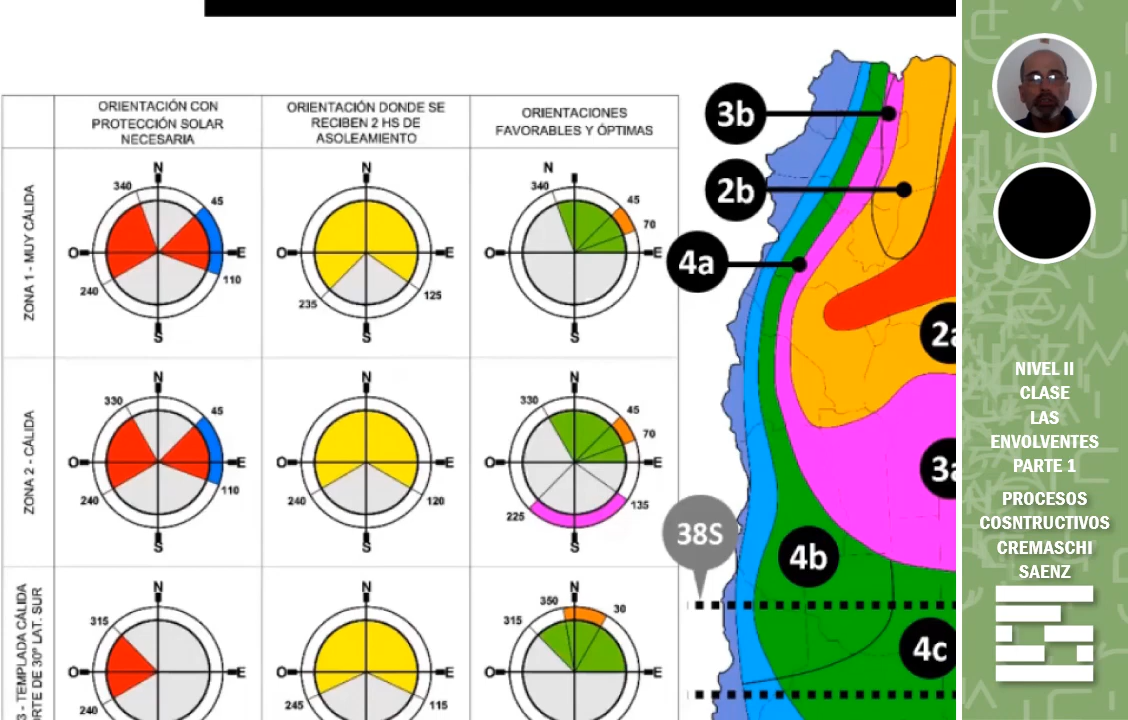 ORIENTACIÓN CON
PROTECCIÓN SOLAR
NECESARIA
ORIENTACIÓN DONDE SE
RECIBEN 2 HS DE
ASOLEAMIENTO
ORIENTACIONES
FAVORABLES Y ÓPTIMAS
ZONA 1 - MUY CÁLIDA
N
340
45
O
E
240
110
S
N
O
E
235
125
S
N
340
45
70
O
E
S
ZONA 2 - CÁLIDA
N
330
45
O
E
240
110
S
N
O
E
240
120
S
N
330
45
70
O
E
225
135
S
3 - TEMPLADA CÁLIDA
ORTE DE 30º LAT. SUR
N
315
O
E
240
N
O
E
245
115
N
350
30
315
O
E
3b
2b
4a
2a
3a
38S
4b
4c
NIVEL II
CLASE
LAS
ENVOLVENTES
PARTE 1
PROCESOS
COSNTRUCTIVOS
CREMASCHI
SAENZ